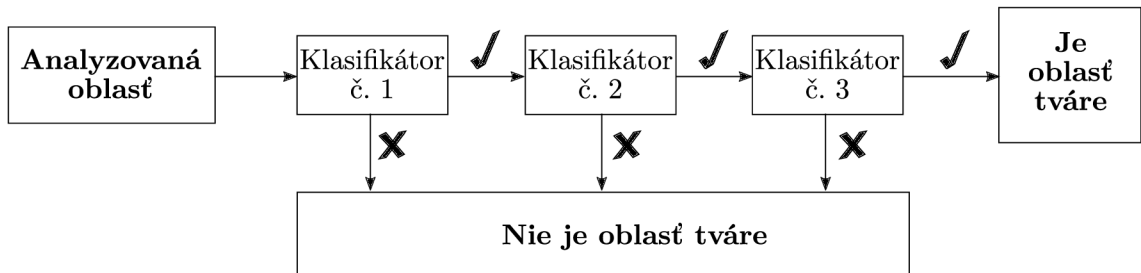 Analyzovaná
oblasť
Klasifikátor
č. 1
Klasifikátor
č. 2
Klasifikátor
č. 3
Je
oblasť
tváre
Nie je oblasť tváre